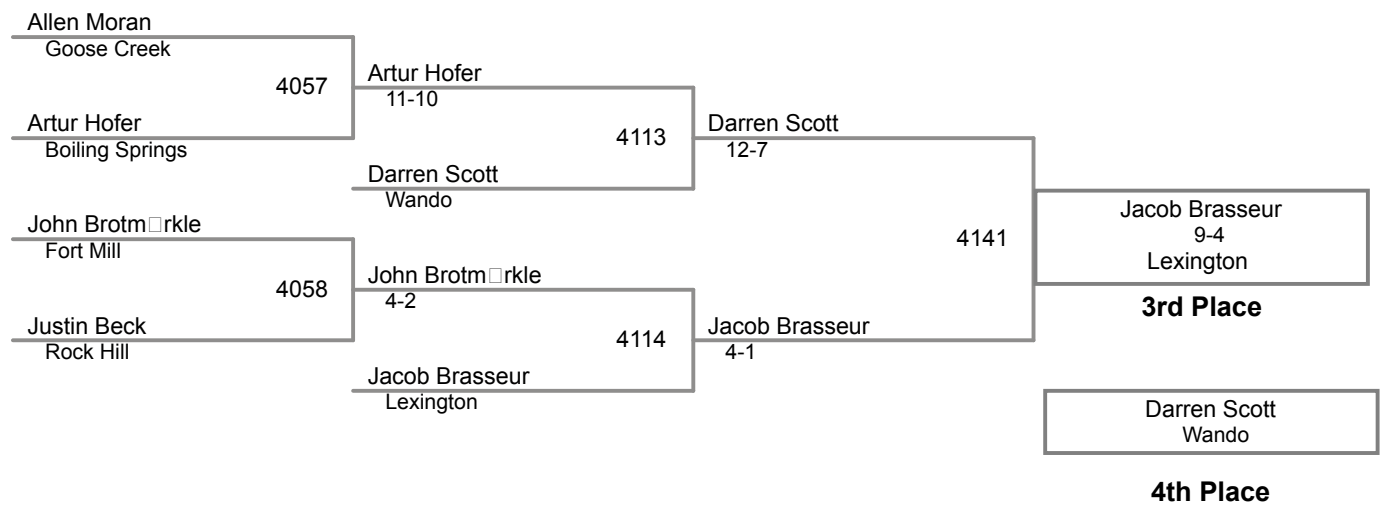 Allen Moran
Goose Creek
4057
Artur Hofer
11-10
Artur Hofer
Boiling Springs
4113
Darren Scott
12-7
Darren Scott
Wando
John Brotm□rkle
Fort Mill
4141
Jacob Brasseur
9-4
Lexington
3rd Place
4058
John Brotm□rkle
4-2
Justin Beck
Rock Hill
4114
Jacob Brasseur
4-1
Jacob Brasseur
Lexington
Darren Scott
Wando
4th Place